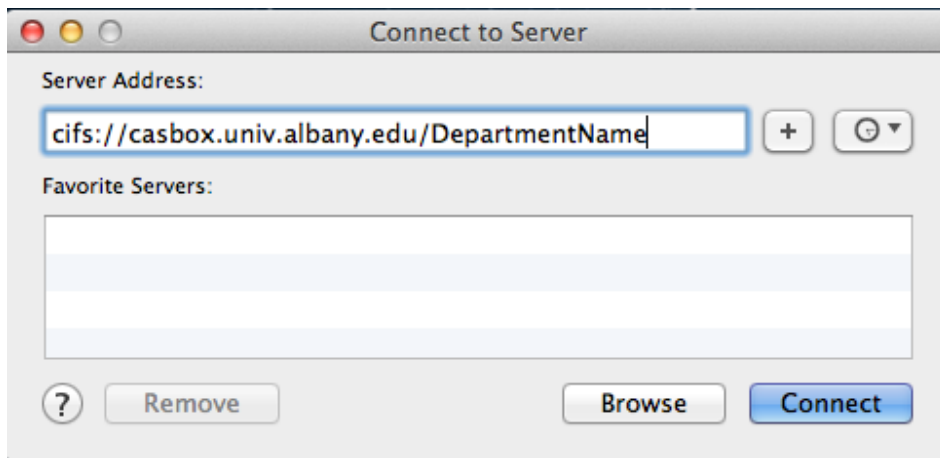 Connect to Server
Server Address:
cifs://casbox.univ.albany.edu/DepartmentName
+
Favorite Servers:
? Remove Browse Connect